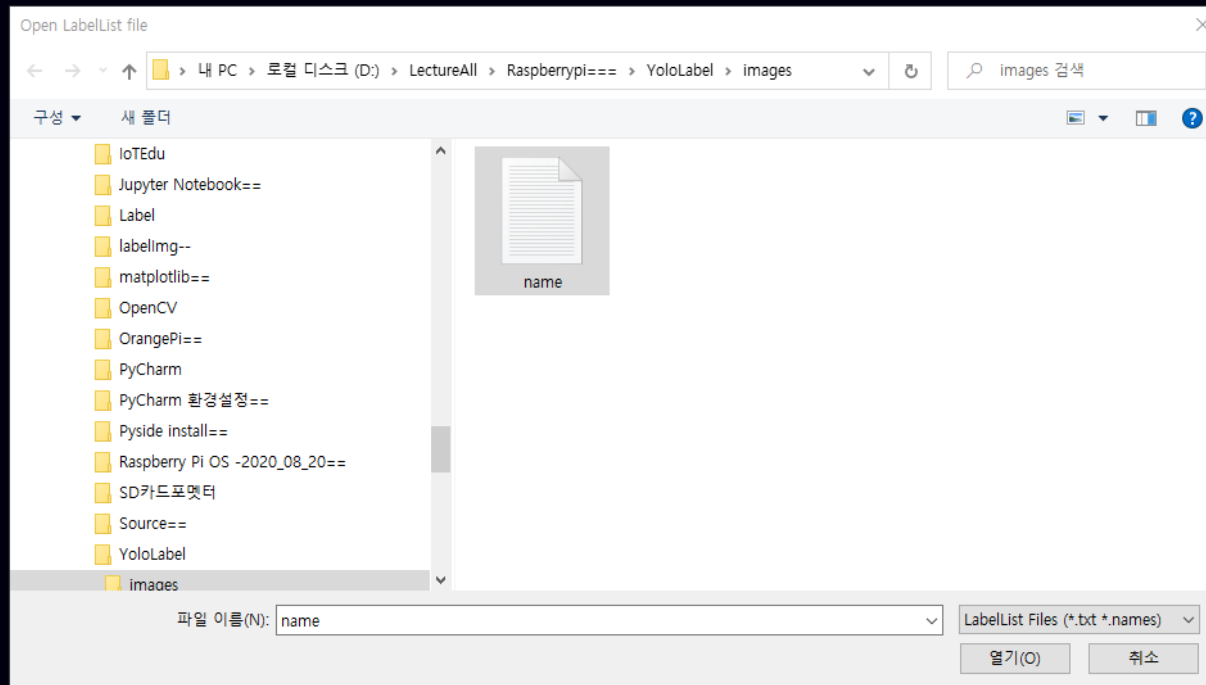 Open LabelList file
내 PC > 로컬 디스크 (D:) > LectureAll > Raspberrypi=== > YoloLabel > images
images 검색
구성
새 폴더
IoTEdu
Jupyter Notebook==
Label
labelImg--
matplotlib==
OpenCV
OrangePi==
PyCharm
PyCharm 환경설정==
Pyside install==
Raspberry Pi OS -2020_08_20==
SD카드포멧터
Source==
YoloLabel
images
name
파일 이름(N): name
LabelList Files (*.txt *.names)
열기(O)
취소